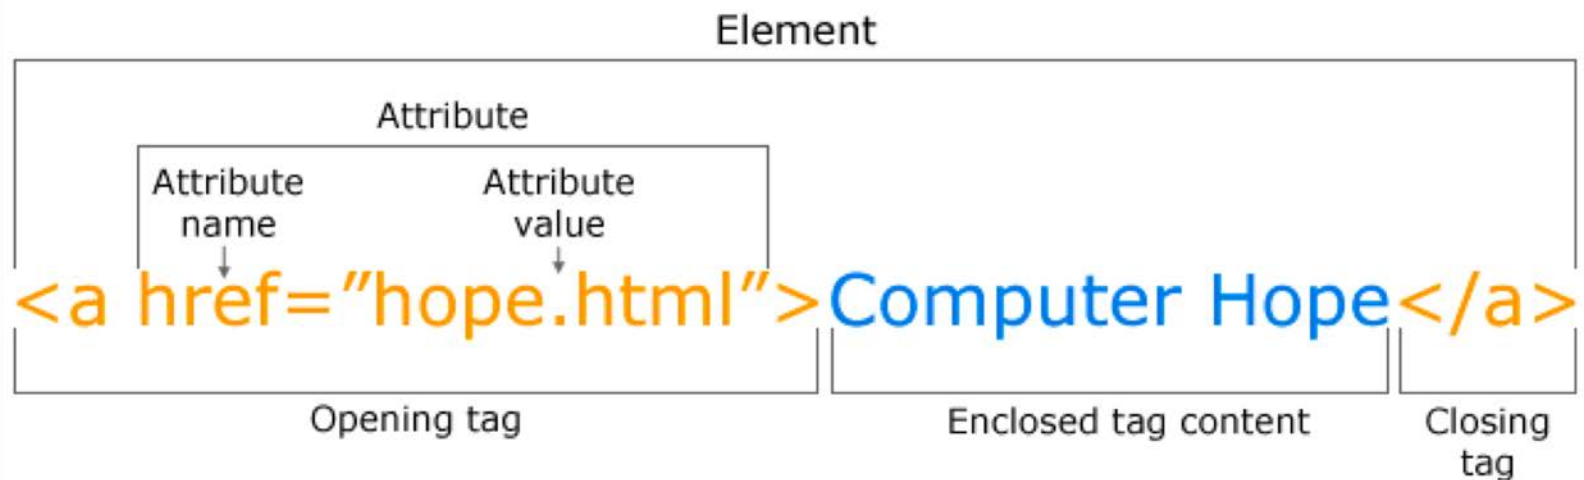 Element
Attribute
Attribute
name
Attribute
value
<a href=”hope.html”>Computer Hope</a>
Opening tag
Enclosed tag content
Closing
tag